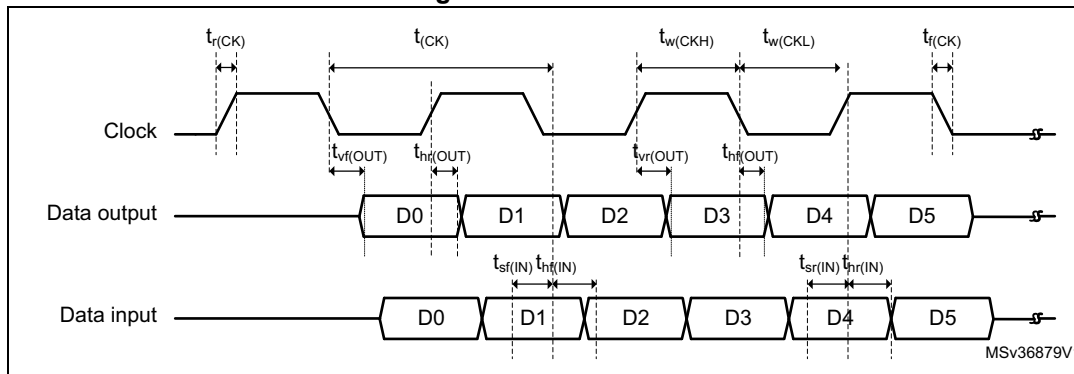 tr(CK) t(CK) tw(CKH) tw(CKL) tf(CK)
Clock
tvf(OUT) thr(OUT) tvr(OUT) thf(OUT)
Data output D0 D1 D2 D3 D4 D5
tsf(IN) thf(IN) tsr(IN) thr(IN)
Data input D0 D1 D2 D3 D4 D5
MSv36879V